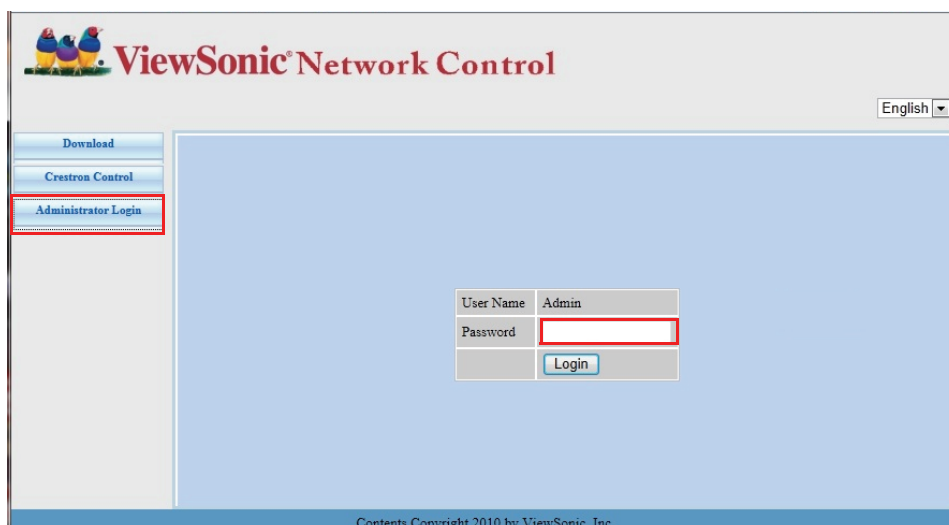 ViewSonic® Network Control
English
Download
Crestron Control
Administrator Login
User Name Admin
Password
Login
Contents Copyright 2010 by ViewSonic, Inc